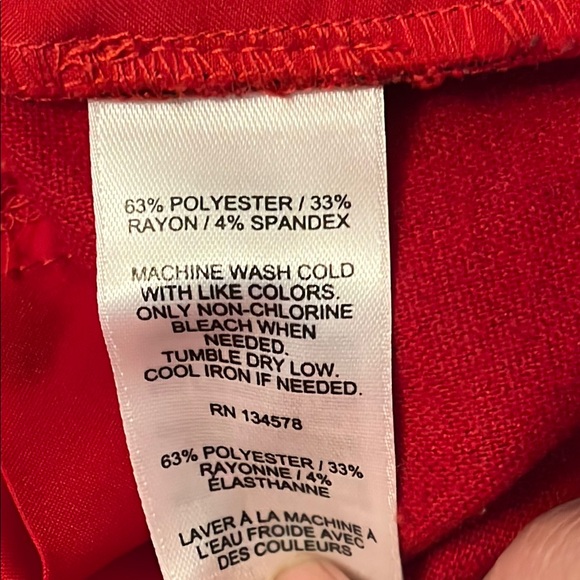 63% POLYESTER / 33%
RAYON / 4% SPANDEX
MACHINE WASH COLD
WITH LIKE COLORS.
ONLY NON-CHLORINE
BLEACH WHEN
NEEDED.
TUMBLE DRY LOW.
COOL IRON IF NEEDED.
RN 134578
63% POLYESTER / 33%
RAYONNE / 4%
ÉLASTHANNE
LAVER À LA MACHINE À
L'EAU FROIDE AVEC
DES COULEURS